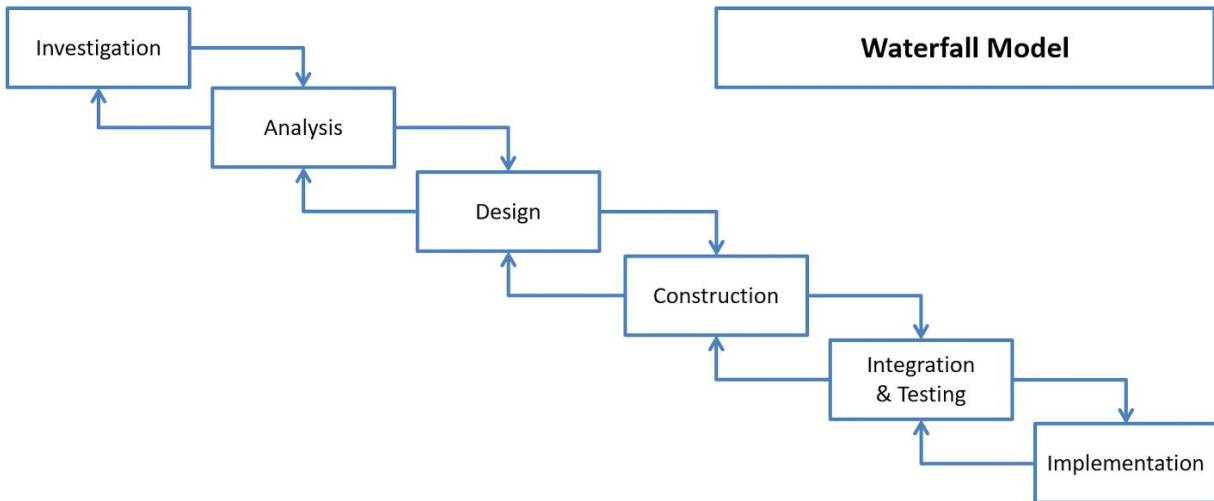 Investigation
Waterfall Model
Analysis
Design
Construction
Integration
& Testing
Implementation